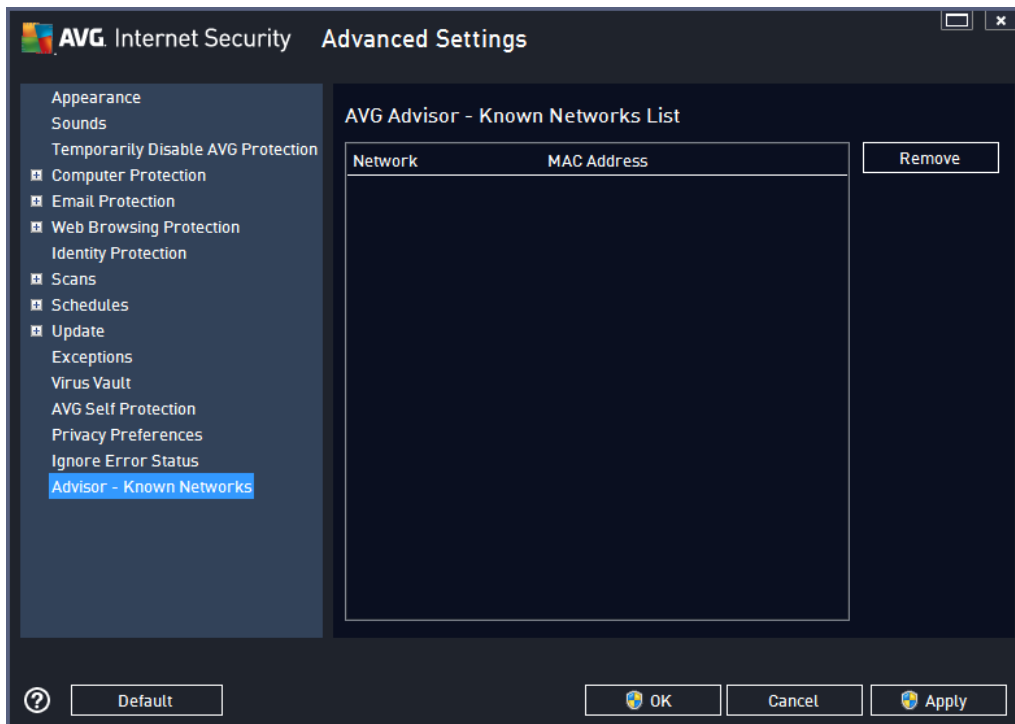 AVG. Internet Security Advanced Settings
Appearance
Sounds
Temporarily Disable AVG Protection
Computer Protection
Email Protection
Web Browsing Protection
Identity Protection
Scans
Schedules
Update
Exceptions
Virus Vault
AVG Self Protection
Privacy Preferences
Ignore Error Status
Advisor - Known Networks
AVG Advisor - Known Networks List
Network MAC Address
Remove
? Default OK Cancel Apply